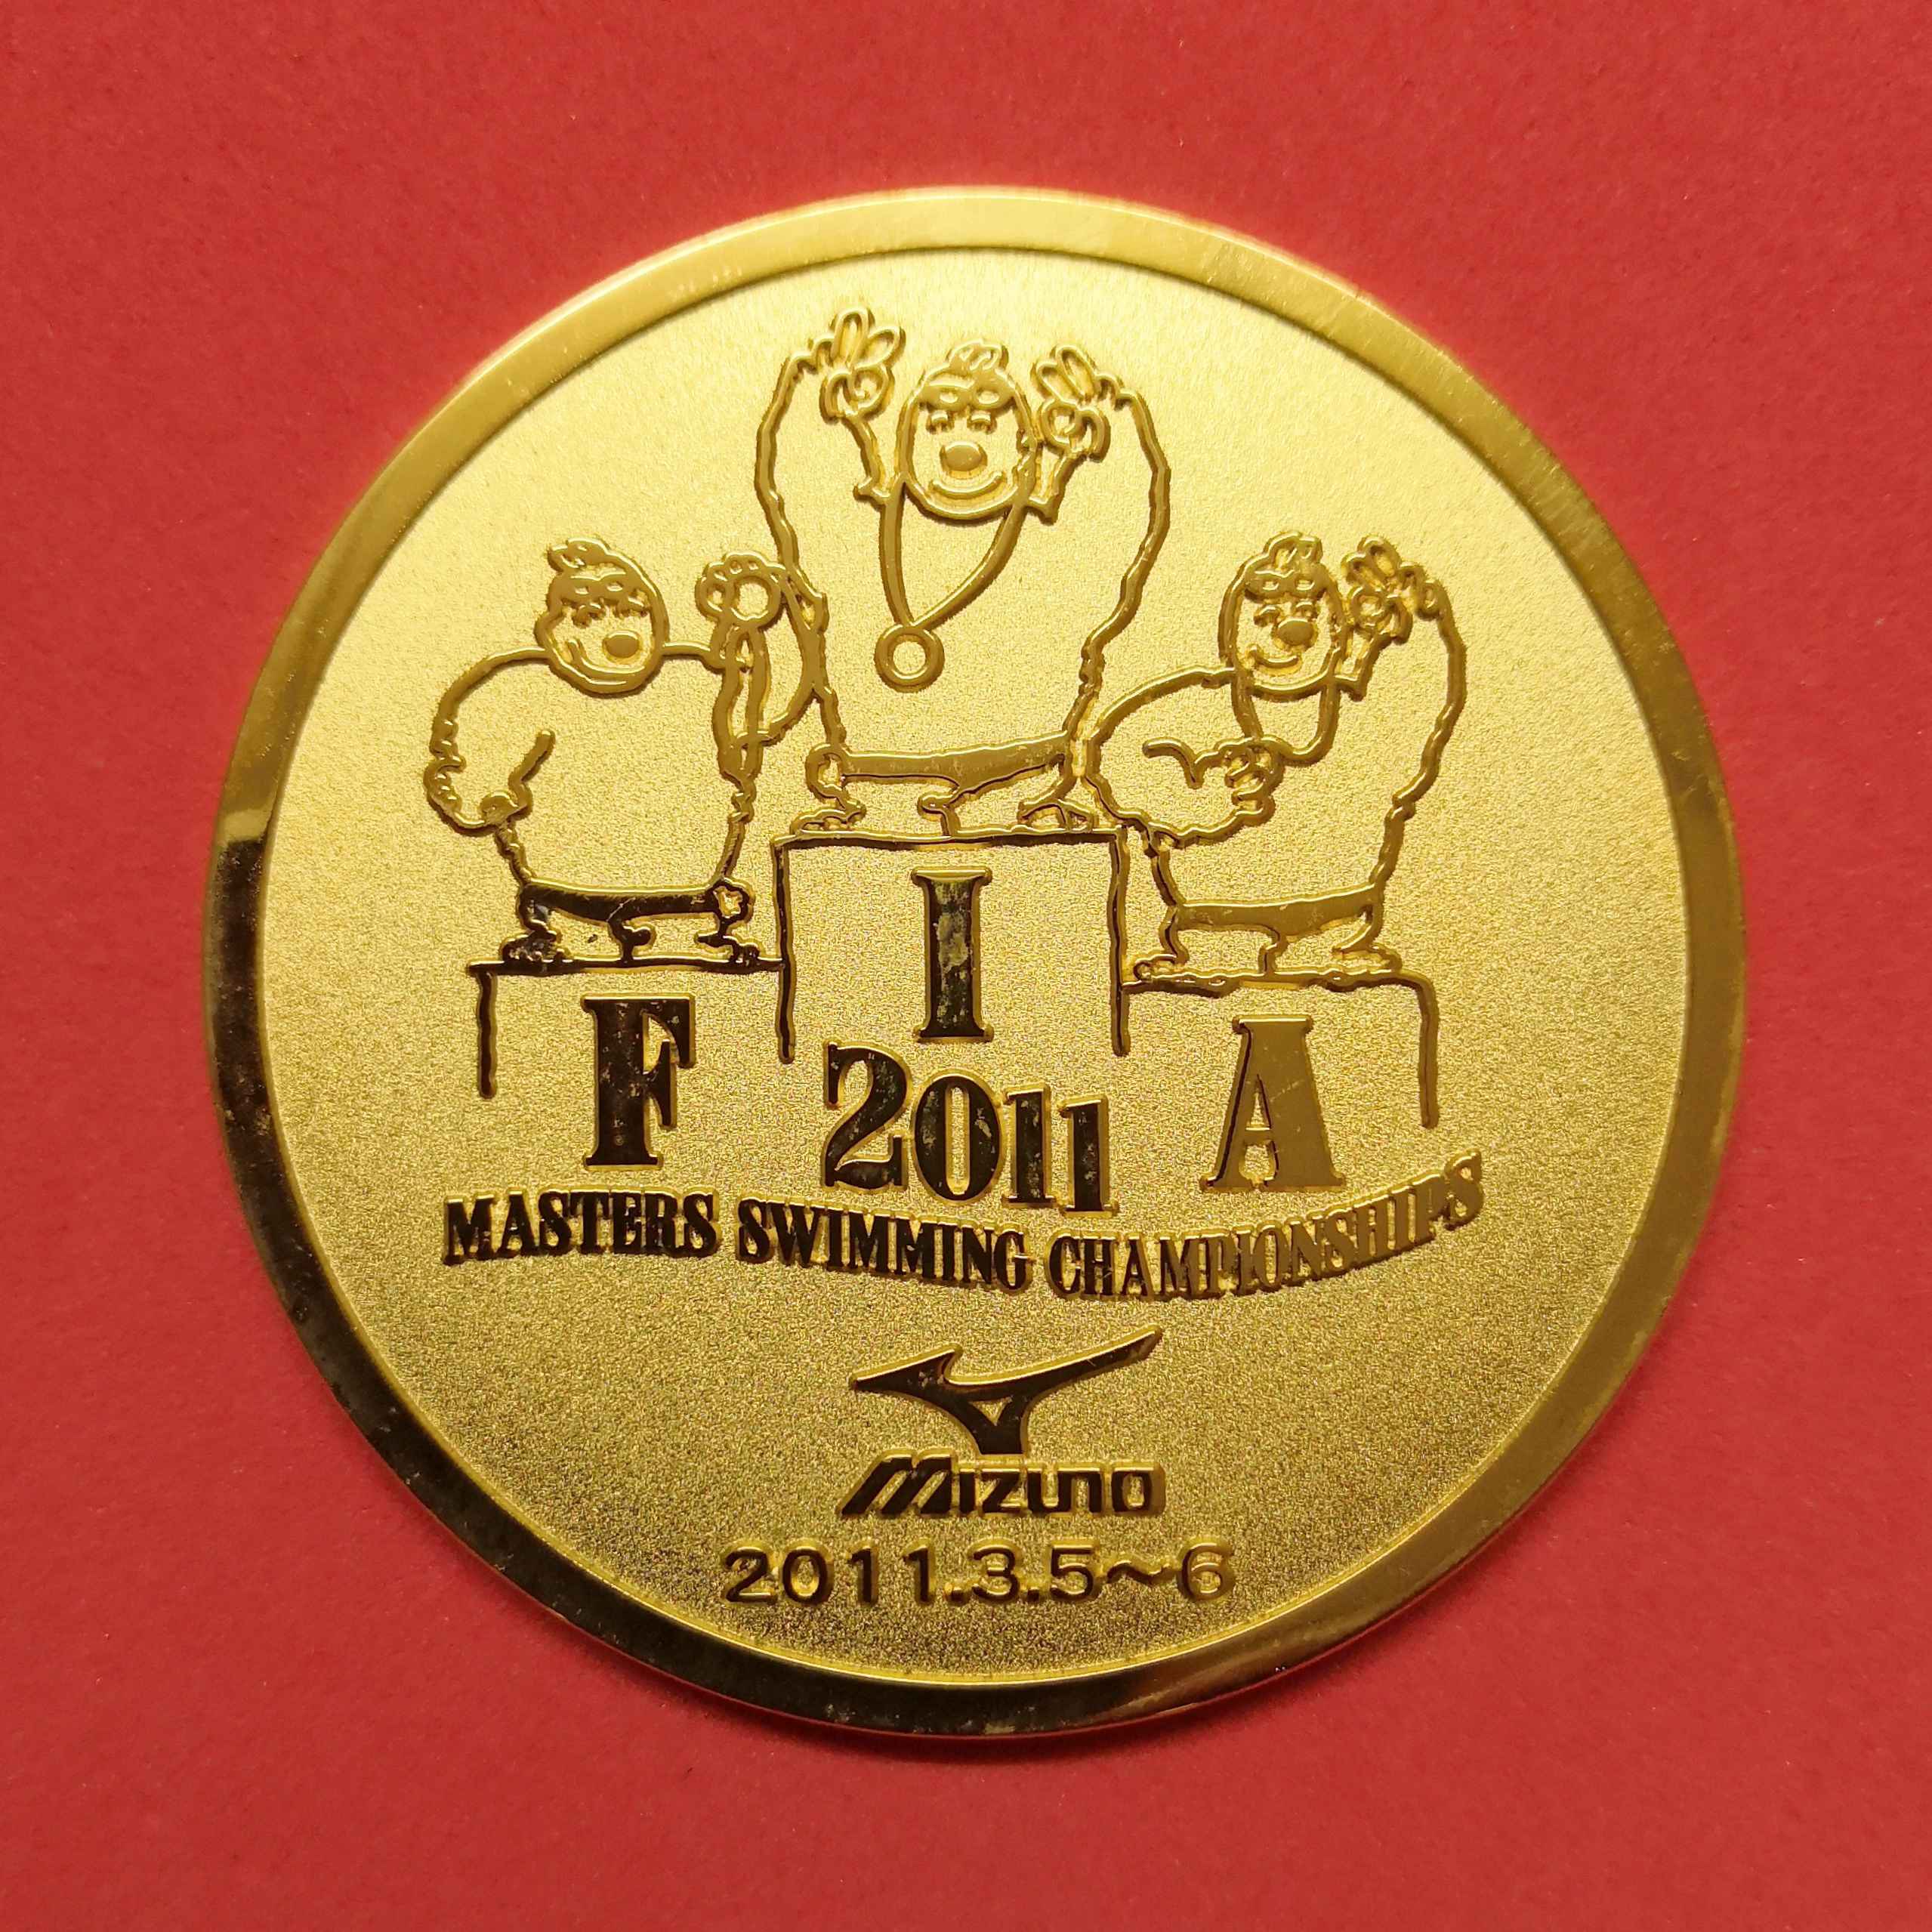 F I A
2011
MASTERS SWIMMING CHAMPIONSHIPS
MIZUNO
2011.3.5~6